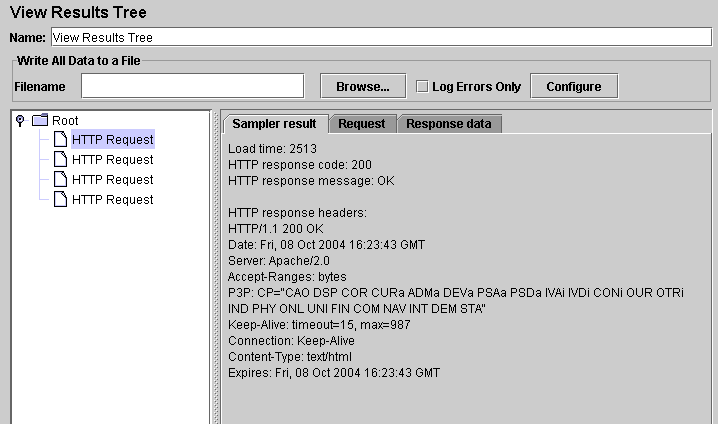 View Results Tree
Name: View Results Tree
Write All Data to a File
Filename Browse... Log Errors Only Configure
Root
HTTP Request
HTTP Request
HTTP Request
HTTP Request
Sampler result Request Response data
Load time: 2513
HTTP response code: 200
HTTP response message: OK
HTTP response headers:
HTTP/1.1 200 OK
Date: Fri, 08 Oct 2004 16:23:43 GMT
Server: Apache/2.0
Accept-Ranges: bytes
P3P: CP="CAO DSP COR CURa ADMa DEVa PSAa PSDa IVAi IVDi CONi OUR OTRi
IND PHY ONL UNI FIN COM NAV INT DEM STA"
Keep-Alive: timeout=15, max=987
Connection: Keep-Alive
Content-Type: text/html
Expires: Fri, 08 Oct 2004 16:23:43 GMT